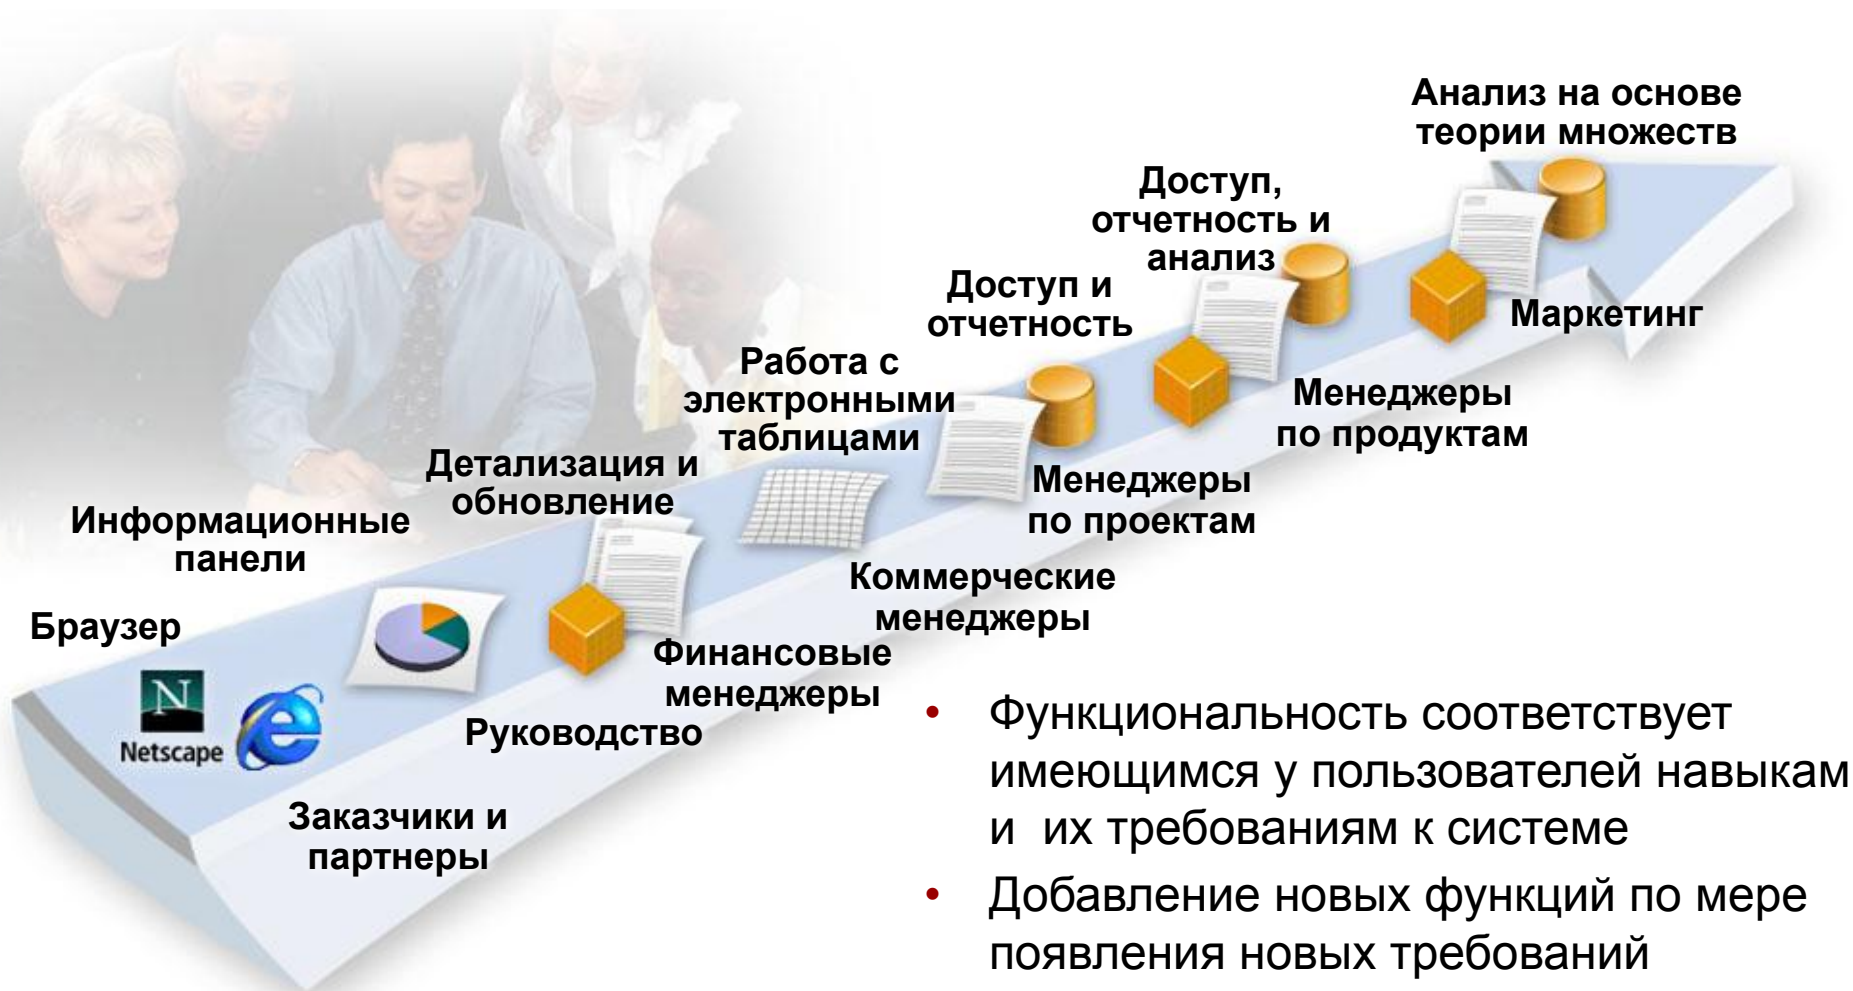 Анализ на основе
теории множеств
Доступ,
отчетность и
анализ
Доступ и
отчетность
Маркетинг
Работа с
электронными
таблицами
Менеджеры
по продуктам
Детализация и
обновление
Менеджеры
по проектам
Информационные
панели
Коммерческие
менеджеры
Браузер
Финансовые
менеджеры
N
Netscape
Руководство
Заказчики и
партнеры
• Функциональность соответствует
имеющимся у пользователей навыкам
и их требованиям к системе
• Добавление новых функций по мере
появления новых требований